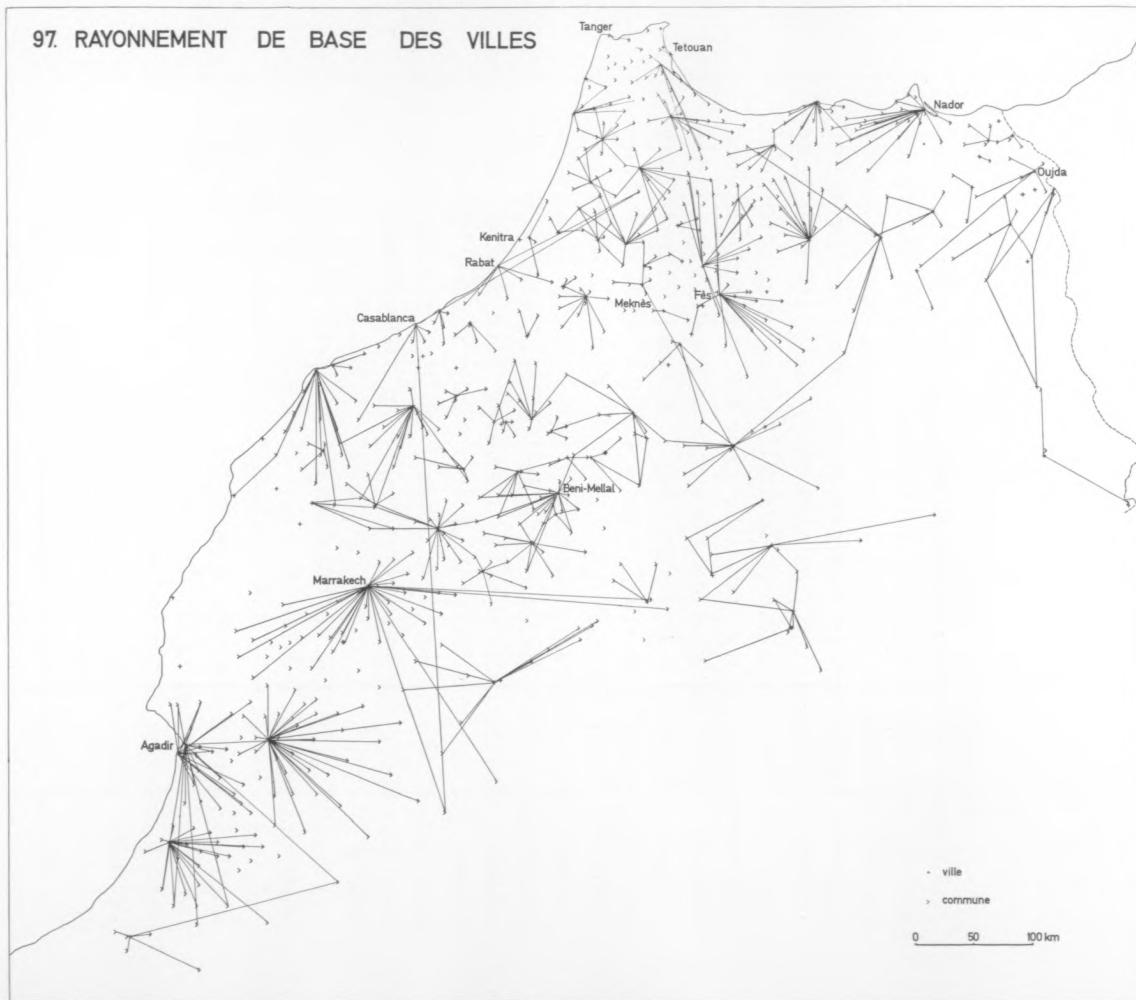 97. RAYONNEMENT DE BASE DES VILLES
Tanger
Tetouan
Nador
Oujda
Kenitra
Rabat
Meknès
Fès
Casablanca
Beni-Mellal
Marrakech
Agadir
ville
commune
0 50 100 km